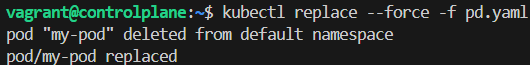 vagrant@controlplane:~$ kubectl replace --force -f pd.yaml
pod "my-pod" deleted from default namespace
pod/my-pod replaced